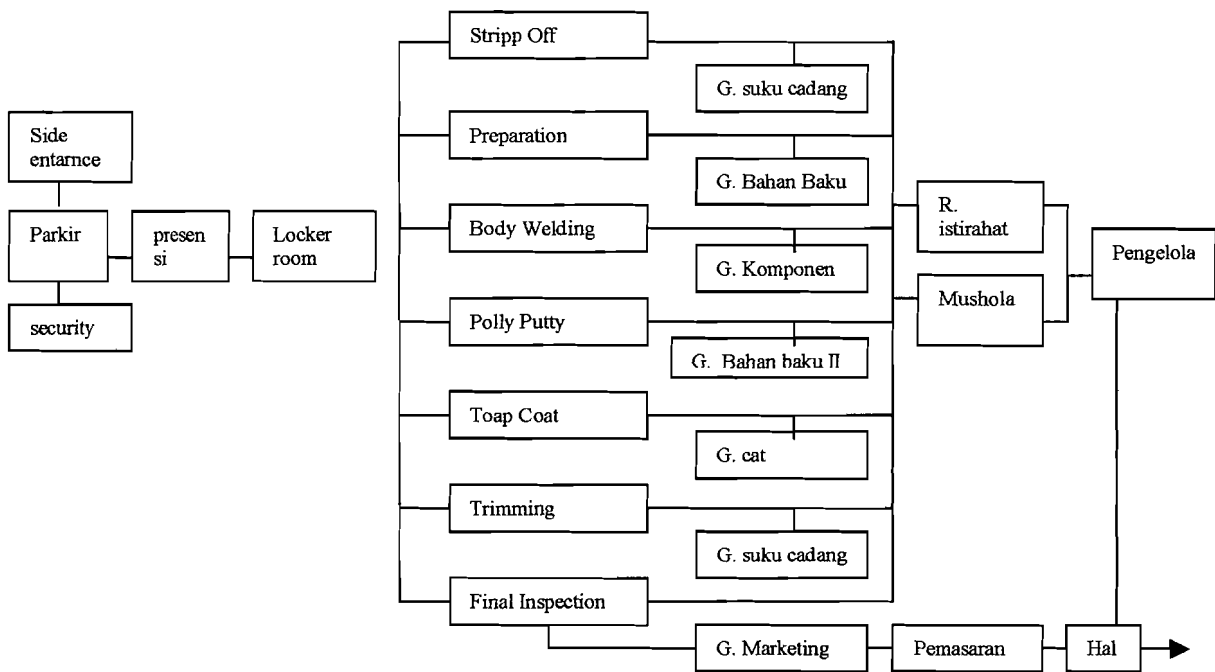 Side
entarnce
Parkir
security
presen
si
Locker
room
Stripp Off
G. suku cadang
Preparation
G. Bahan Baku
Body Welding
G. Komponen
Polly Putty
G. Bahan baku II
Toap Coat
G. cat
Trimming
G. suku cadang
Final Inspection
G. Marketing
Pemasaran
Hal
R.
istirahat
Mushola
Pengelola